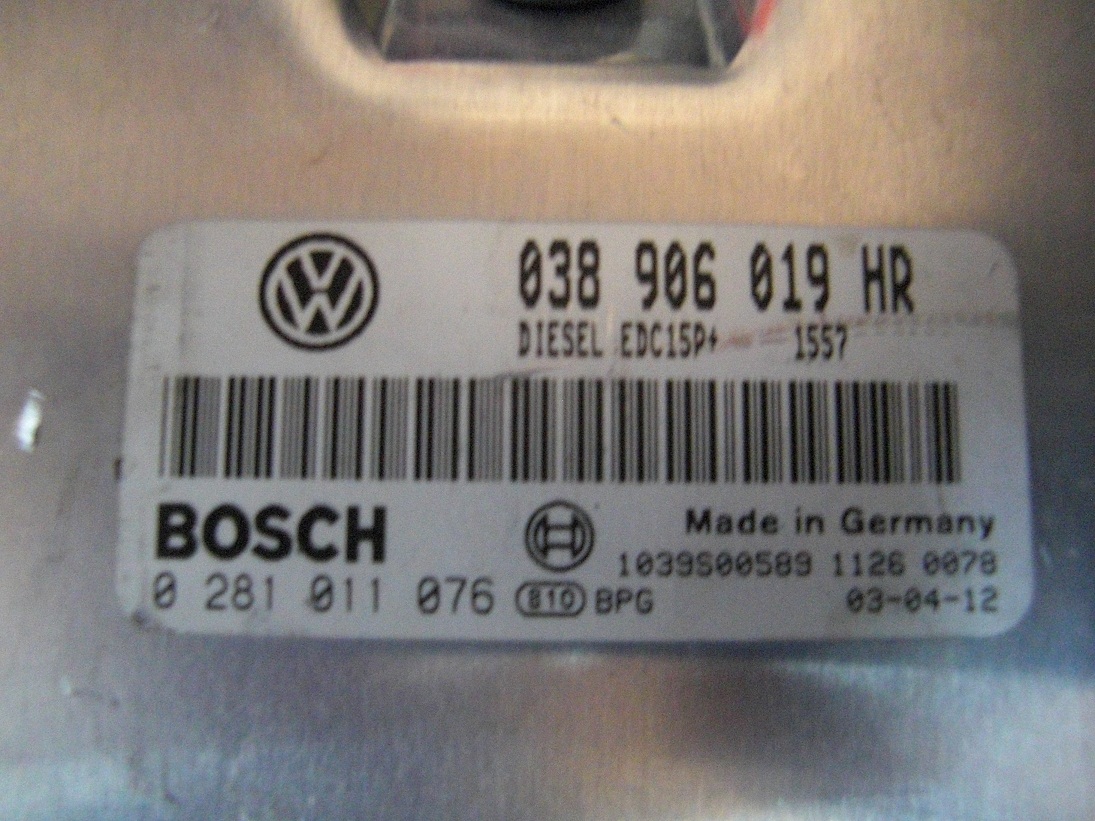 038 906 019 HR
DIESEL EDC15P+ 1557
BOSCH
Made in Germany
1039S00589 1126 0078
0 281 011 076 810 BPG 03-04-12